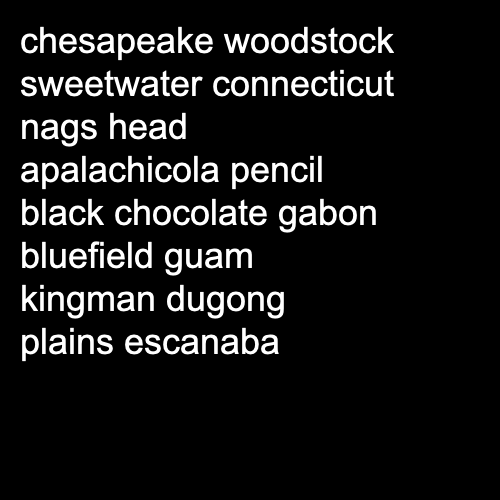 chesapeake woodstock
sweetwater connecticut
nags head
apalachicola pencil
black chocolate gabon
bluefield guam
kingman dugong
plains escanaba